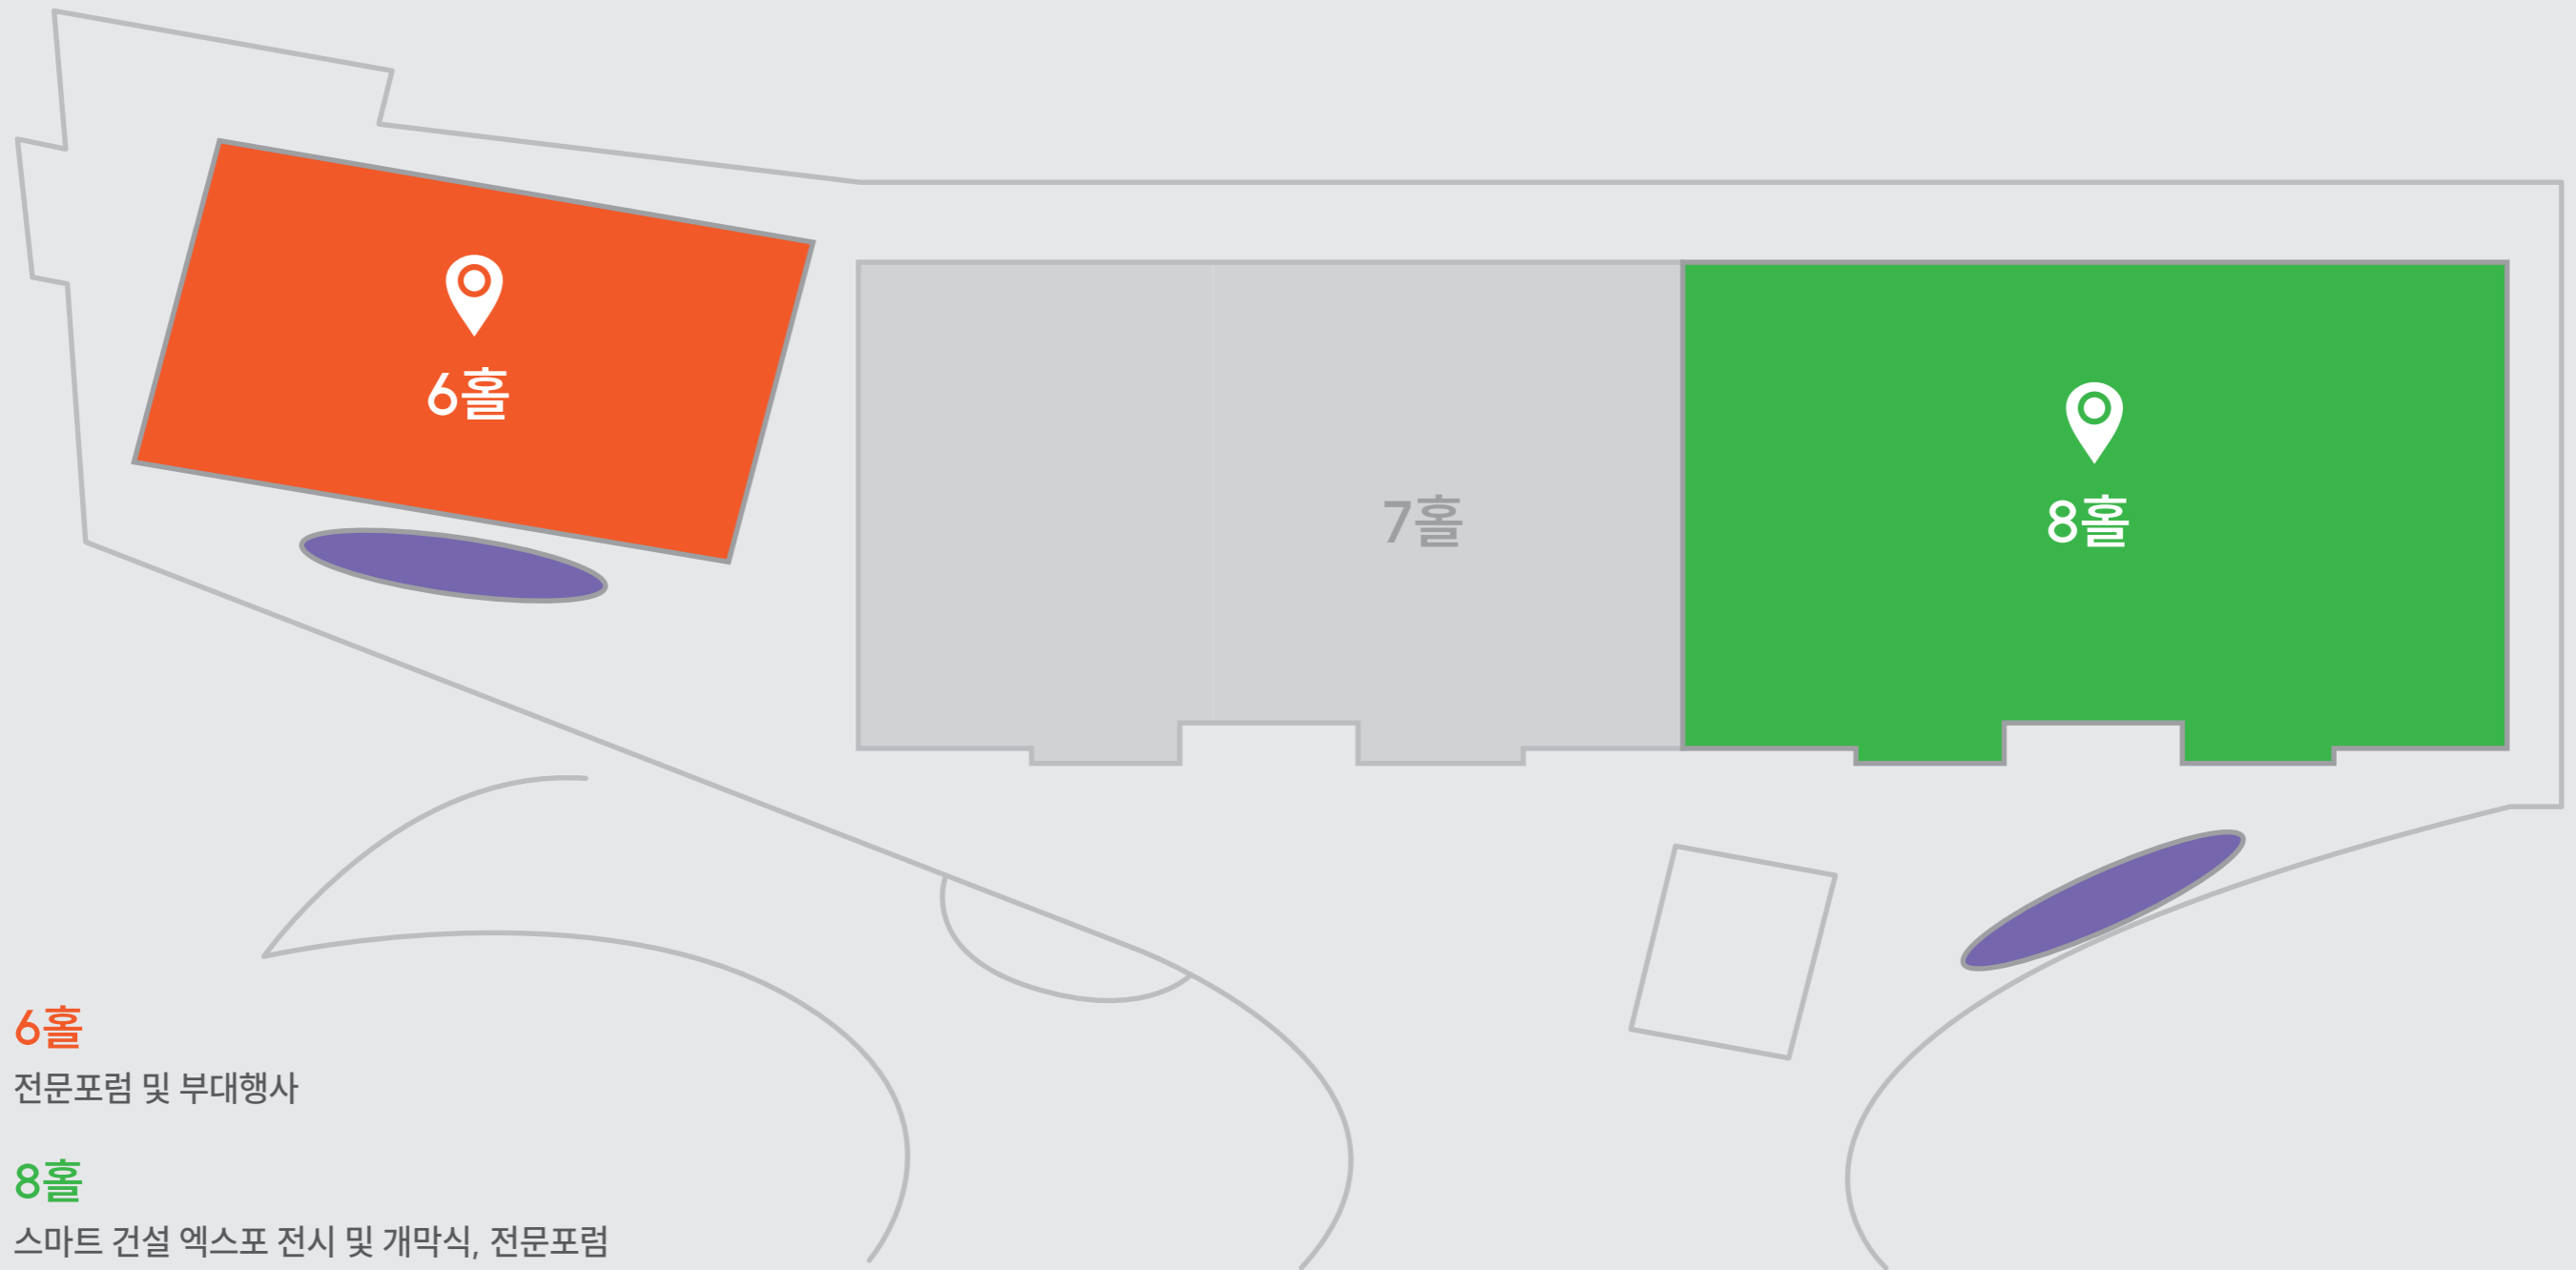 6홀
7홀
8홀
6홀
전문포럼 및 부대행사
8홀
스마트 건설 엑스포 전시 및 개막식, 전문포럼